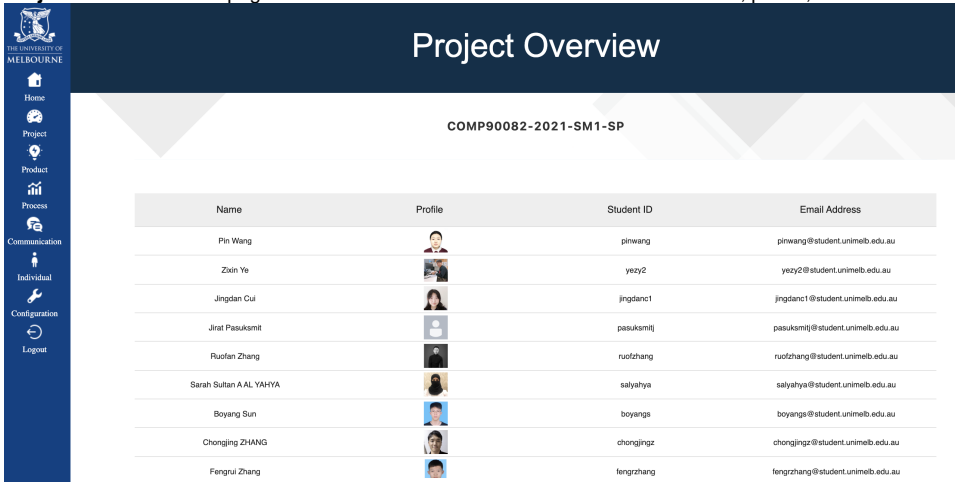 THE UNIVERSITY OF
MELBOURNE
Home
Project
Product
Process
Communication
Individual
Configuration
Logout
Project Overview
COMP90082-2021-SM1-SP
Name Profile Student ID Email Address
Pin Wang pinwang pinwang@student.unimelb.edu.au
Zixin Ye yezy2 yezy2@student.unimelb.edu.au
Jingdan Cui jingdanc1 jingdanc1@student.unimelb.edu.au
Jirat Pasuksmit pasuksmitj pasuksmitj@student.unimelb.edu.au
Ruofan Zhang ruofzhang ruofzhang@student.unimelb.edu.au
Sarah Sultan A AL YAHYA salyahya salyahya@student.unimelb.edu.au
Boyang Sun boyangs boyangs@student.unimelb.edu.au
Chongjing ZHANG chongjingz chongjingz@student.unimelb.edu.au
Fengrui Zhang fengrzhang fengrzhang@student.unimelb.edu.au